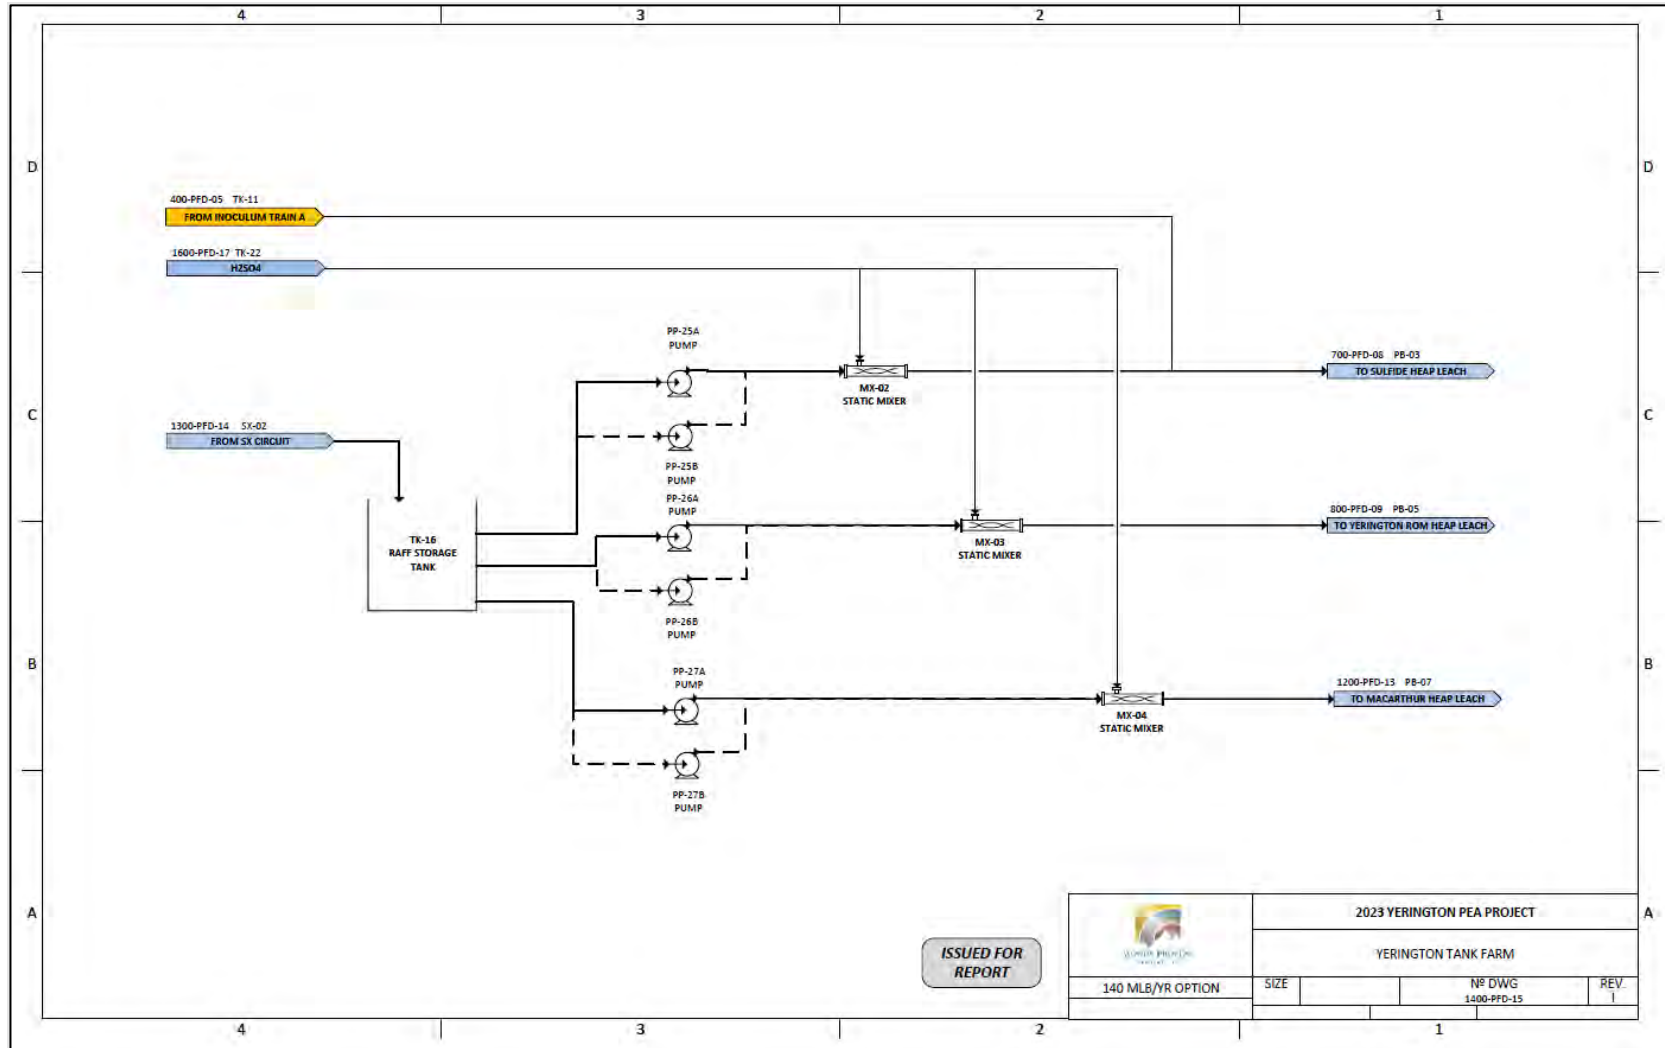 4 3 2 1
D D
400-PFD-05 TK-11
FROM INOCULUM TRAIN A
1600-PFD-17 TK-22
H2SO4
PP-25A
PUMP
700-PFD-08 PB-03
TO SULFIDE HEAP LEACH
MX-02
STATIC MIXER
C C
1300-PFD-14 SX-02
FROM SX CIRCUIT
PP-25B
PUMP
PP-26A
PUMP
800-PFD-09 PB-05
TO YERINGTON ROM HEAP LEACH
TK-16
RAFF STORAGE
TANK
MX-03
STATIC MIXER
PP-26B
PUMP
B B
PP-27A
PUMP
1200-PFD-13 PB-07
TO MACARTHUR HEAP LEACH
MX-04
STATIC MIXER
PP-27B
PUMP
A A
2023 YERINGTON PEA PROJECT
ISSUED FOR
REPORT
YERINGTON TANK FARM
140 MLB/YR OPTION
SIZE
Nº DWG
1400-PFD-15
REV.
I
4 3 2 1